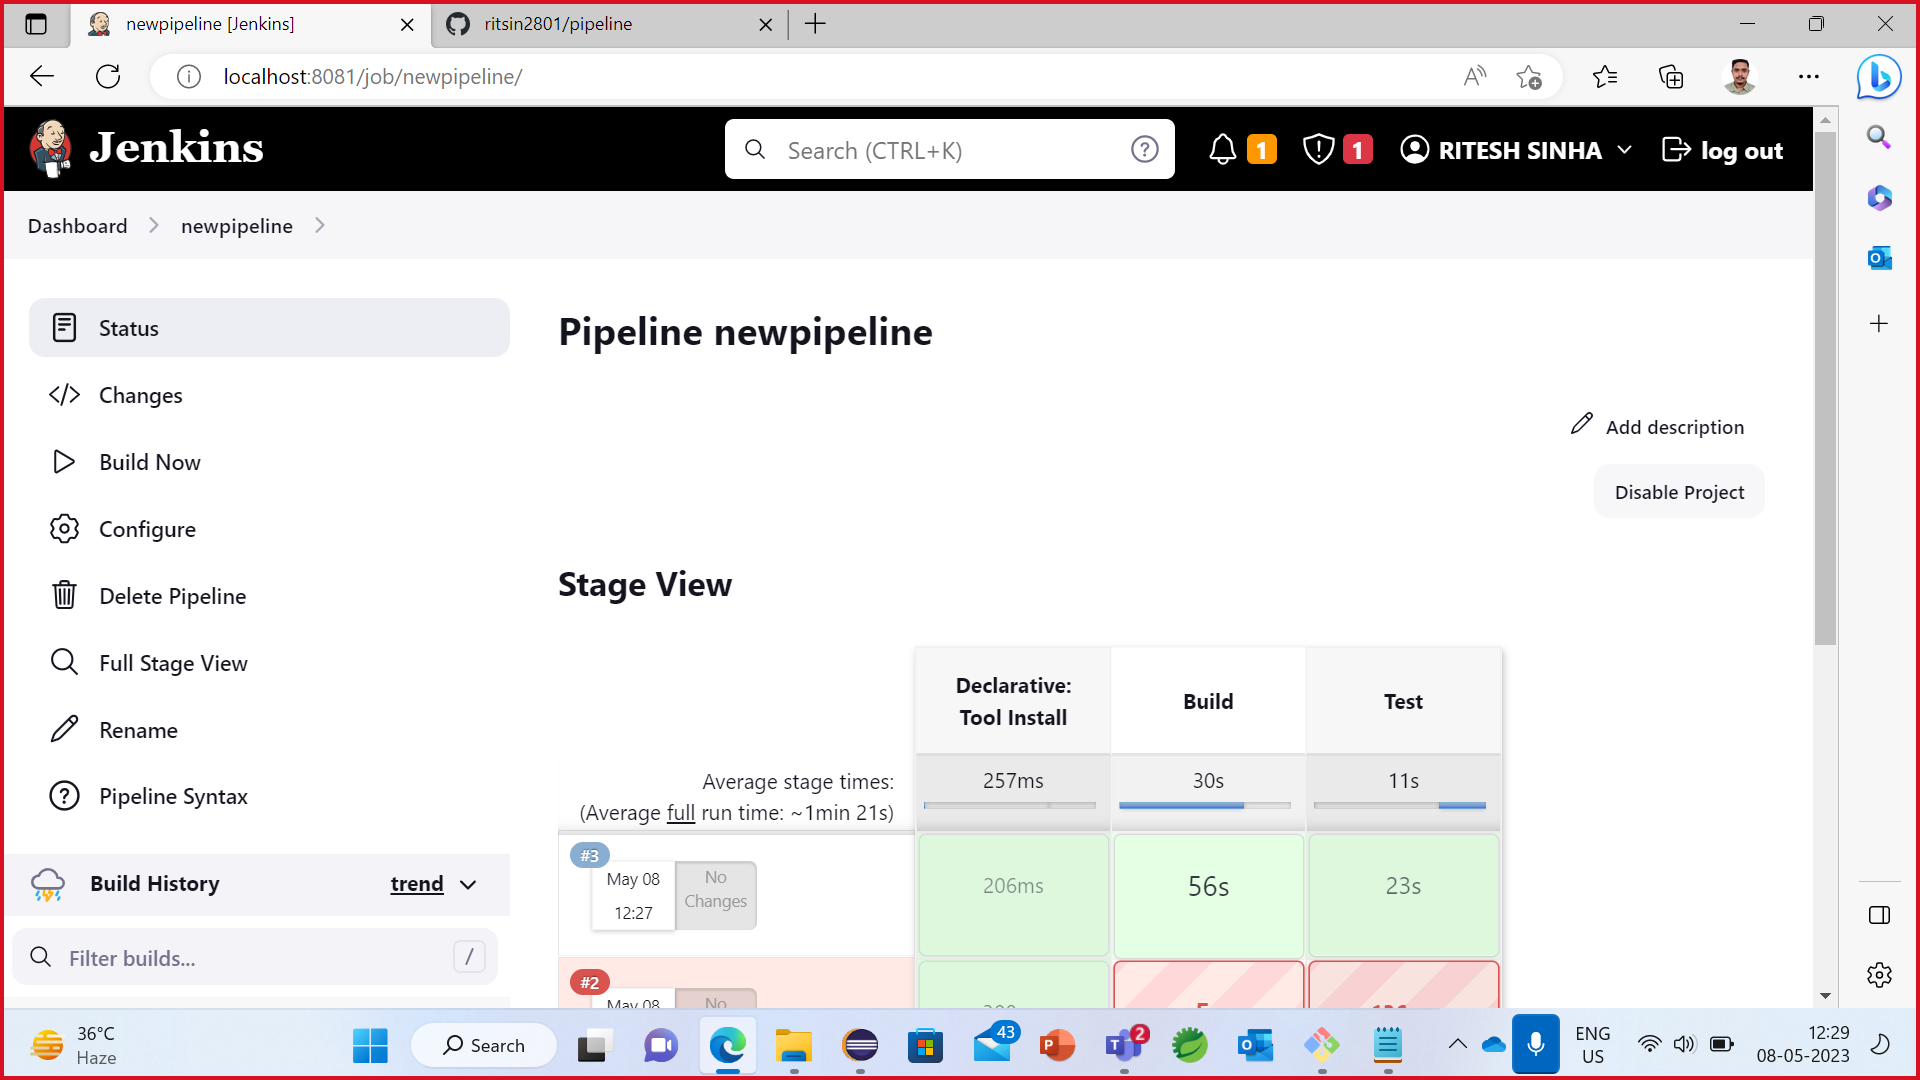 newpipeline [Jenkins]
ritsin2801/pipeline
localhost:8081/job/newpipeline/
Jenkins
Search (CTRL+K)
1
1
RITESH SINHA
log out
Dashboard
newpipeline
Status
Changes
Build Now
Configure
Delete Pipeline
Full Stage View
Rename
Pipeline Syntax
Build History
trend
Filter builds...
/
Pipeline newpipeline
Add description
Disable Project
Stage View
Declarative:
Tool Install
Build
Test
Average stage times:
(Average full run time: ~1min 21s)
257ms
30s
11s
#3
May 08
12:27
No
Changes
206ms
56s
23s
#2
May 08
No
36°C
Haze
Search
43
2
ENG
US
12:29
08-05-2023